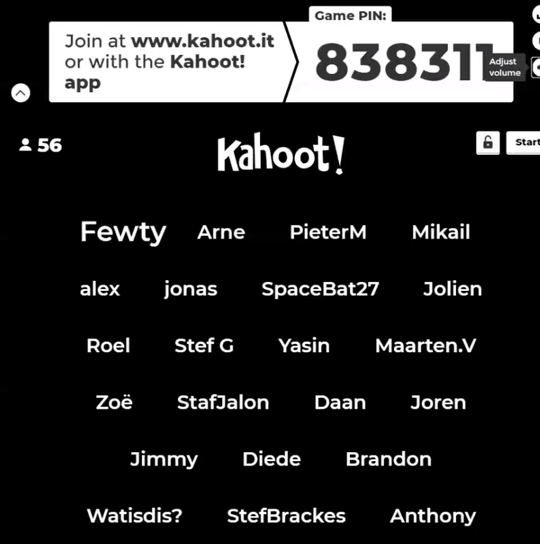 Game PIN:
Join at www.kahoot.it
or with the Kahoot!
app
838311
Adjust
volume
56
Kahoot!
Start
Fewty Arne PieterM Mikail
alex jonas SpaceBat27 Jolien
Roel Stef G Yasin Maarten.V
Zoë StafJalon Daan Joren
Jimmy Diede Brandon
Watisdis? StefBrackes Anthony